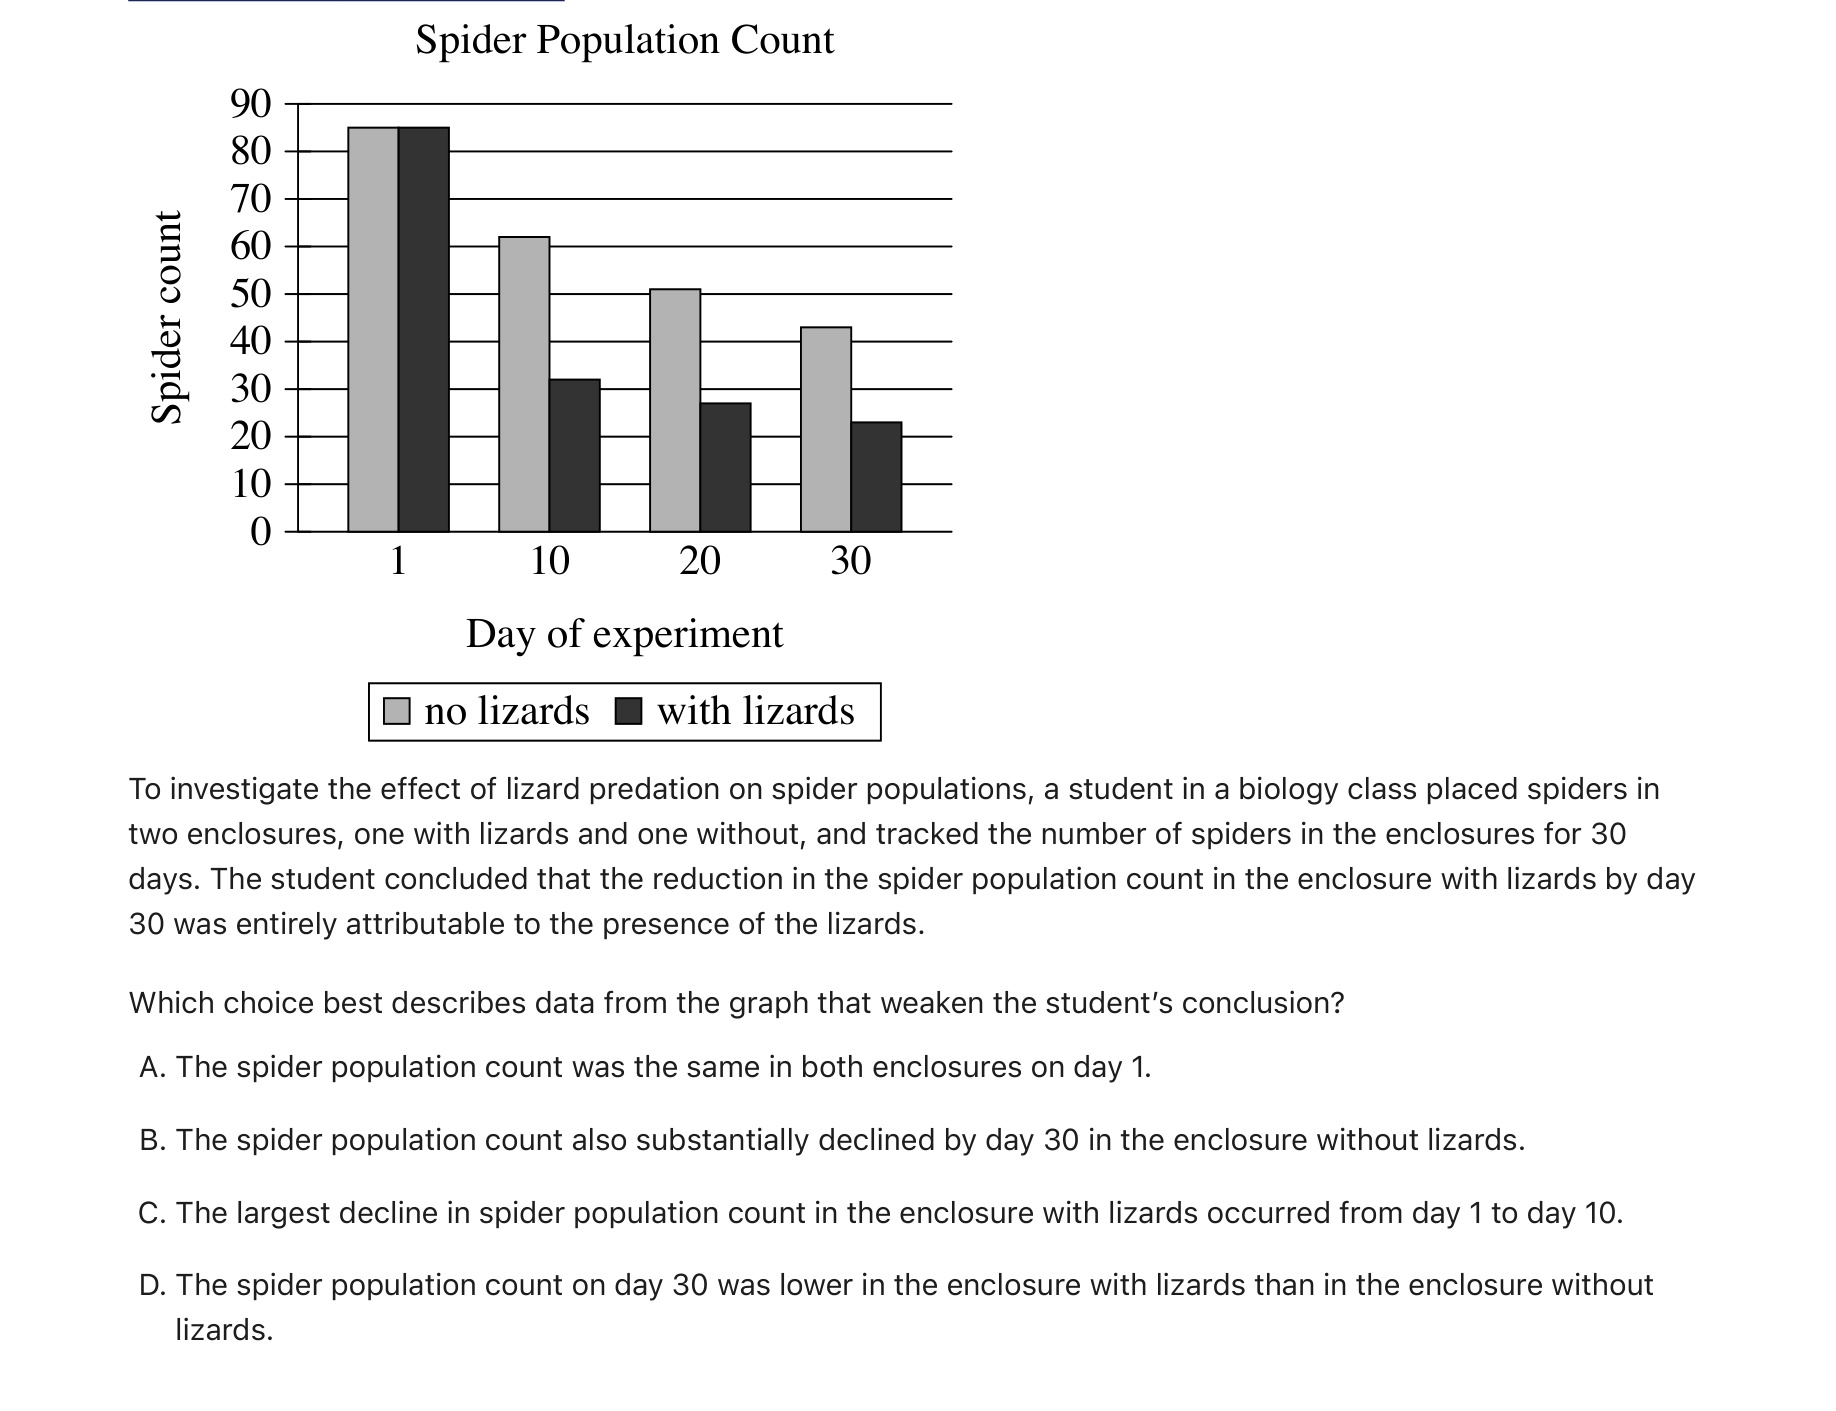 Spider Population Count
90
80
70
60
50
40
30
20
10
0
Spider count
1 10 20 30
Day of experiment
no lizards with lizards
To investigate the effect of lizard predation on spider populations, a student in a biology class placed spiders in
two enclosures, one with lizards and one without, and tracked the number of spiders in the enclosures for 30
days. The student concluded that the reduction in the spider population count in the enclosure with lizards by day
30 was entirely attributable to the presence of the lizards.
Which choice best describes data from the graph that weaken the student’s conclusion?
A. The spider population count was the same in both enclosures on day 1.
B. The spider population count also substantially declined by day 30 in the enclosure without lizards.
C. The largest decline in spider population count in the enclosure with lizards occurred from day 1 to day 10.
D. The spider population count on day 30 was lower in the enclosure with lizards than in the enclosure without
lizards.